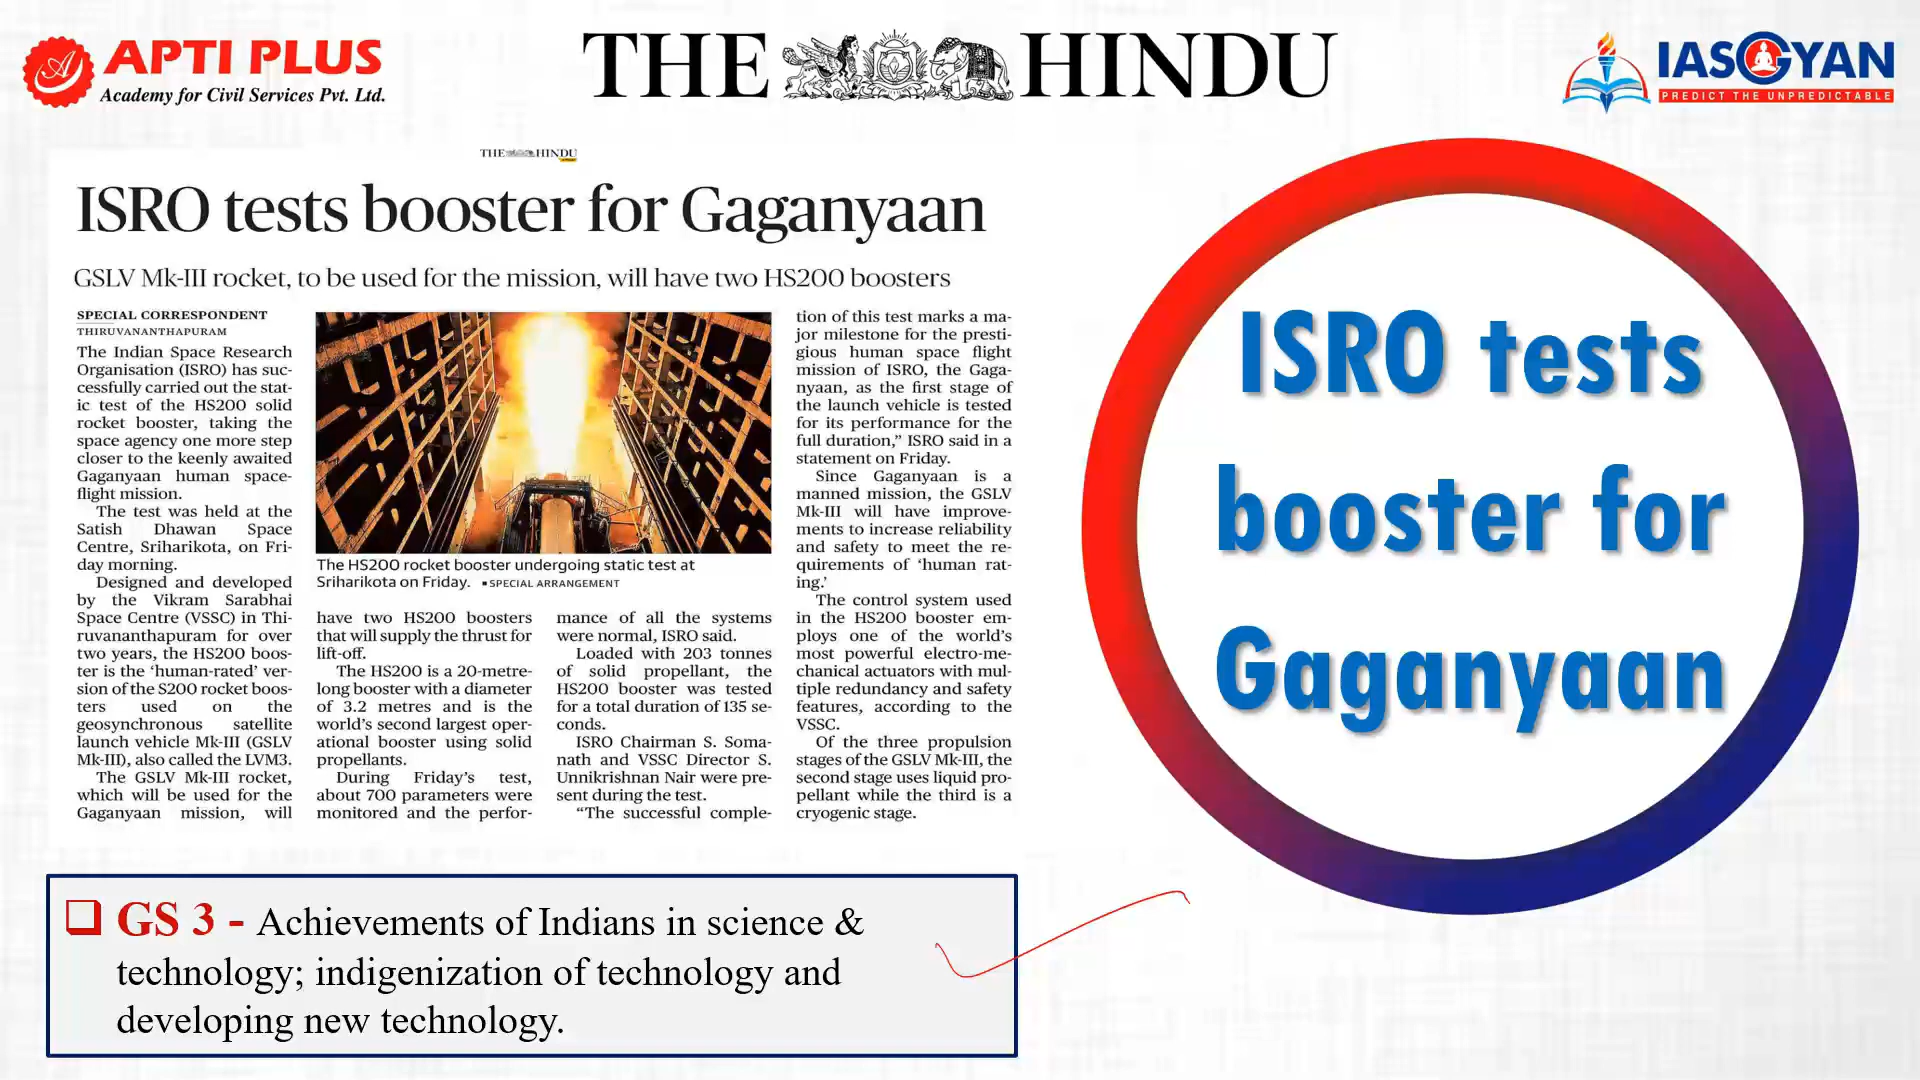 APTI PLUS
Academy for Civil Services Pvt. Ltd.
THE HINDU
IASGYAN
PREDICT THE UNPREDICTABLE
THE HINDU
ISRO tests booster for Gaganyaan
GSLV Mk-III rocket, to be used for the mission, will have two HS200 boosters
SPECIAL CORRESPONDENT
THIRUVANANTHAPURAM
The Indian Space Research
Organisation (ISRO) has suc-
cessfully carried out the stat-
ic test of the HS200 solid
rocket booster, taking the
space agency one more step
closer to the keenly awaited
Gaganyaan human space-
flight mission.
The test was held at the
Satish Dhawan Space
Centre, Sriharikota, on Fri-
day morning.
Designed and developed
by the Vikram Sarabhai
Space Centre (VSSC) in Thi-
ruvananthapuram for over
two years, the HS200 boos-
ter is the ‘human-rated’ ver-
sion of the S200 rocket boos-
ters used on the
geosynchronous satellite
launch vehicle Mk-III (GSLV
Mk-III), also called the LVM3.
The GSLV Mk-III rocket,
which will be used for the
Gaganyaan mission, will
The HS200 rocket booster undergoing static test at
Sriharikota on Friday. ▪SPECIAL ARRANGEMENT
have two HS200 boosters
that will supply the thrust for
lift-off.
The HS200 is a 20-metre-
long booster with a diameter
of 3.2 metres and is the
world’s second largest oper-
ational booster using solid
propellants.
During Friday’s test,
about 700 parameters were
monitored and the perfor-
mance of all the systems
were normal, ISRO said.
Loaded with 203 tonnes
of solid propellant, the
HS200 booster was tested
for a total duration of 135 se-
conds.
ISRO Chairman S. Soma-
nath and VSSC Director S.
Unnikrishnan Nair were pre-
sent during the test.
“The successful comple-
tion of this test marks a ma-
jor milestone for the presti-
gious human space flight
mission of ISRO, the Gaga-
nyaan, as the first stage of
the launch vehicle is tested
for its performance for the
full duration,” ISRO said in a
statement on Friday.
Since Gaganyaan is a
manned mission, the GSLV
Mk-III will have improve-
ments to increase reliability
and safety to meet the re-
quirements of ‘human rat-
ing.’
The control system used
in the HS200 booster em-
ploys one of the world’s
most powerful electro-me-
chanical actuators with mul-
tiple redundancy and safety
features, according to the
VSSC.
Of the three propulsion
stages of the GSLV Mk-III, the
second stage uses liquid pro-
pellant while the third is a
cryogenic stage.
ISRO tests
booster for
Gaganyaan
❑ GS 3 - Achievements of Indians in science &
technology; indigenization of technology and
developing new technology.